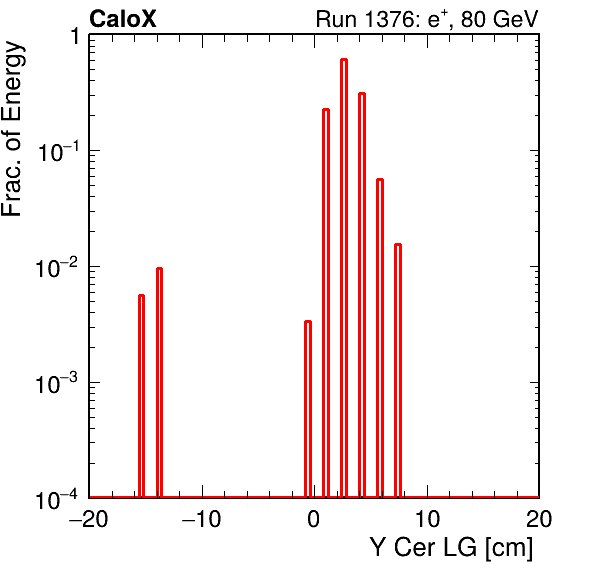 CaloX Run 1376: e⁺, 80 GeV
Frac. of Energy
1
10⁻¹
10⁻²
10⁻³
10⁻⁴
−20 −10 0 10 20
Y Cer LG [cm]